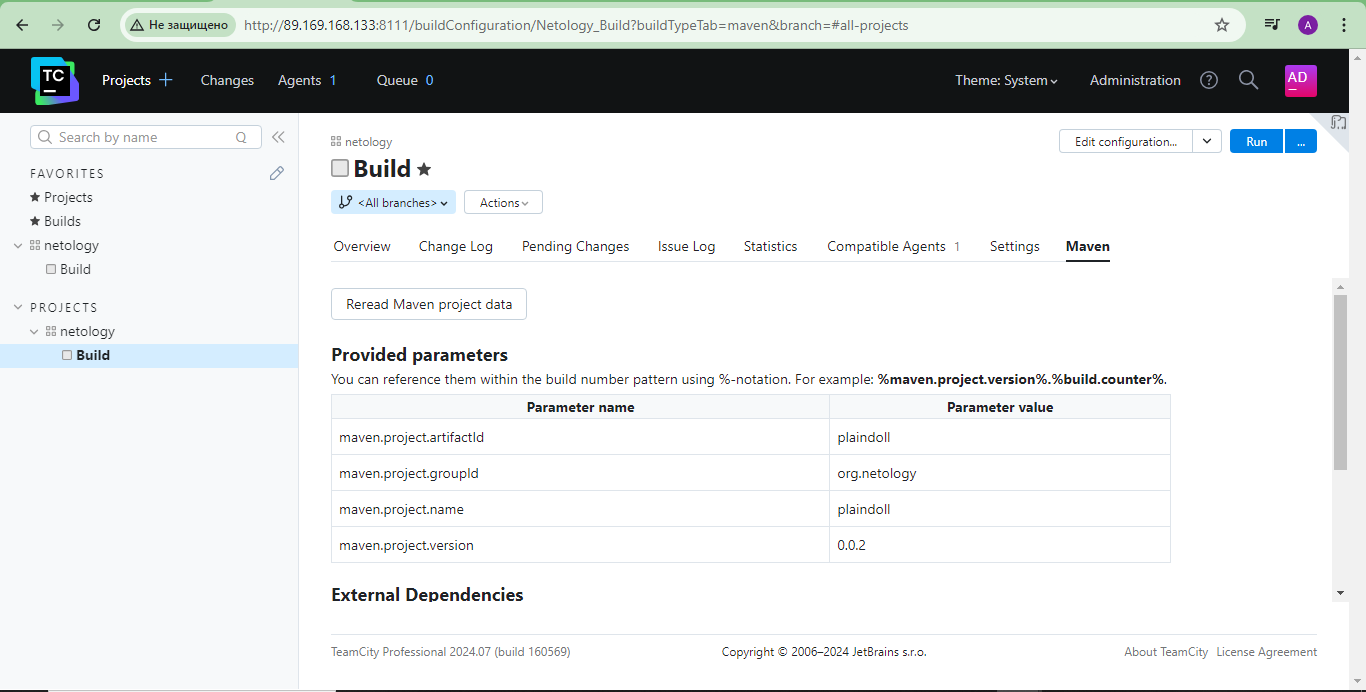 Не защищено http://89.169.168.133:8111/buildConfiguration/Netology_Build?buildTypeTab=maven&branch=#all-projects A
TC Projects Changes Agents 1 Queue 0 Theme: System Administration ? AD
Search by name Q
FAVORITES
Projects
Builds
netology
Build
PROJECTS
netology
Build
netology Edit configuration... Run ...
Build
<All branches> Actions
Overview Change Log Pending Changes Issue Log Statistics Compatible Agents 1 Settings Maven
Reread Maven project data
Provided parameters
You can reference them within the build number pattern using %-notation. For example: %maven.project.version%.%build.counter%.
Parameter name Parameter value
maven.project.artifactId plaindoll
maven.project.groupId org.netology
maven.project.name plaindoll
maven.project.version 0.0.2
External Dependencies
TeamCity Professional 2024.07 (build 160569) Copyright © 2006–2024 JetBrains s.r.o. About TeamCity License Agreement